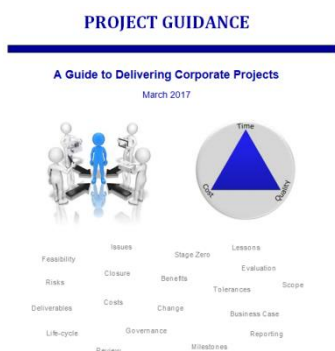 PROJECT GUIDANCE
A Guide to Delivering Corporate Projects
March 2017
Time
Cost
Quality
Issues
Stage Zero
Lessons
Feasibility
Evaluation
Closure
Benefits
Risks
Tolerances
Scope
Deliverables
Costs
Change
Business Case
Life-cycle
Governance
Reporting
Review
Milestones